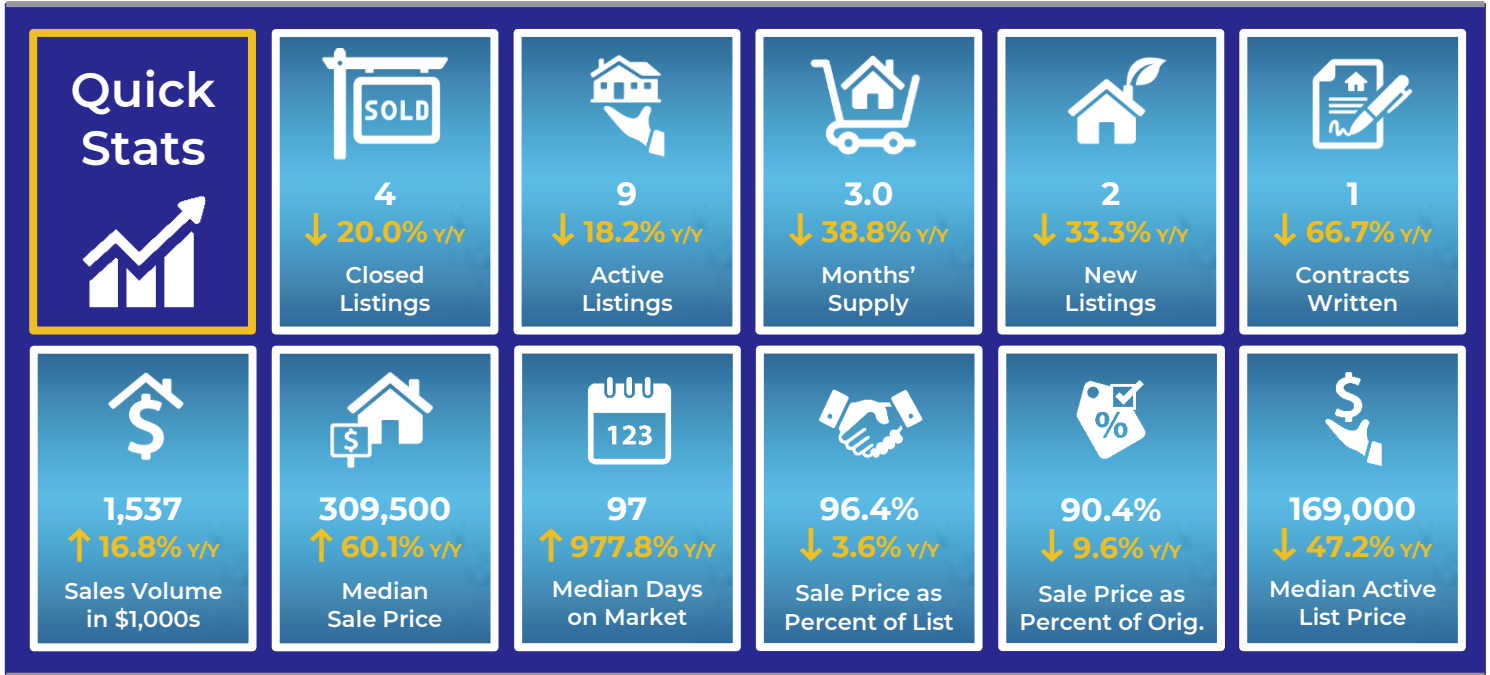 Quick
Stats
SOLD
4
↓ 20.0% Y/Y
Closed
Listings
9
↓ 18.2% Y/Y
Active
Listings
3.0
↓ 38.8% Y/Y
Months’
Supply
2
↓ 33.3% Y/Y
New
Listings
1
↓ 66.7% Y/Y
Contracts
Written
$
1,537
↑ 16.8% Y/Y
Sales Volume
in $1,000s
$
309,500
↑ 60.1% Y/Y
Median
Sale Price
123
97
↑ 977.8% Y/Y
Median Days
on Market
96.4%
↓ 3.6% Y/Y
Sale Price as
Percent of List
%
90.4%
↓ 9.6% Y/Y
Sale Price as
Percent of Orig.
$
169,000
↓ 47.2% Y/Y
Median Active
List Price